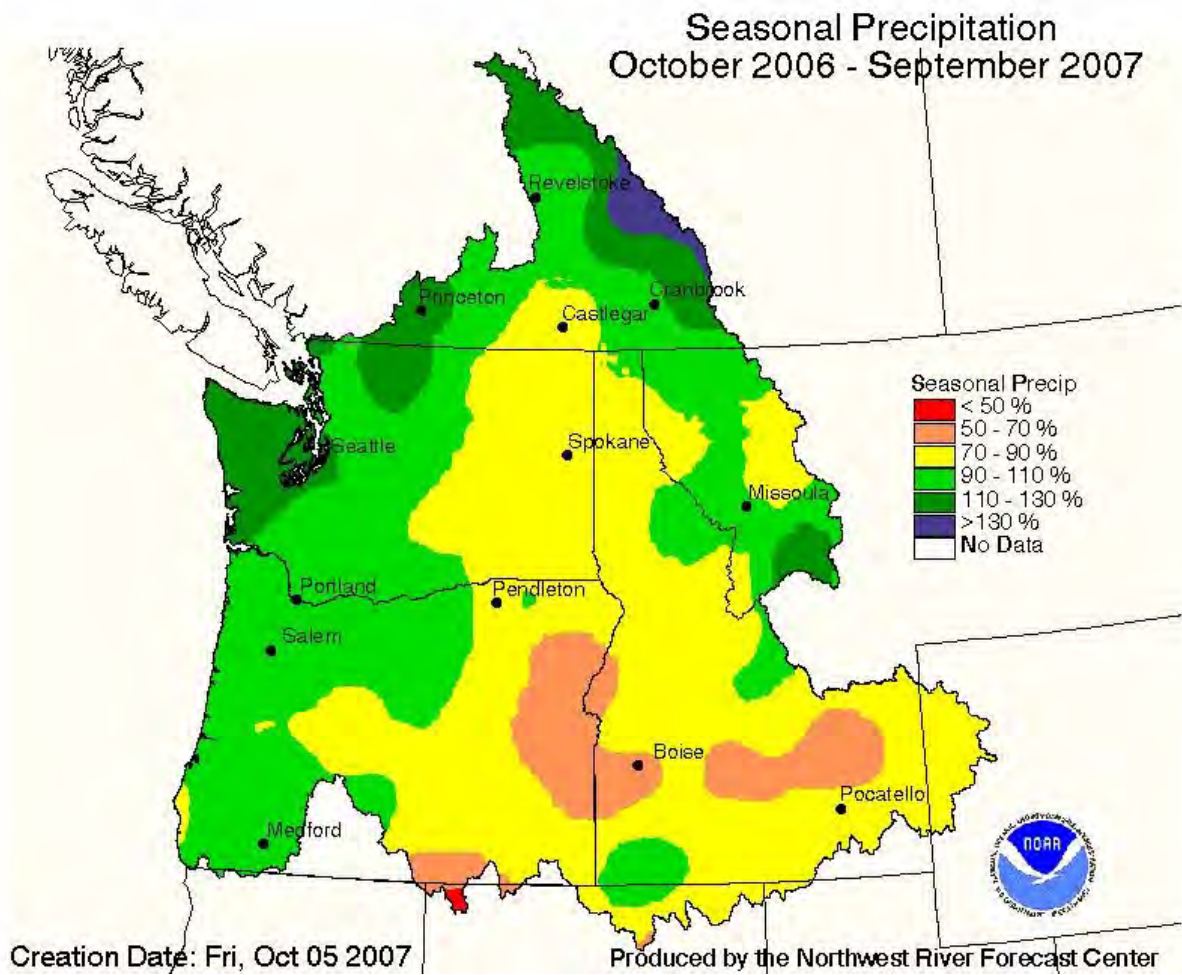 Seasonal Precipitation
October 2006 - September 2007
Revelstoke
Princeton
Cranbrook
Castlegar
Seattle
Spokane
Missoula
Portland
Pendleton
Salem
Boise
Pocatello
Medford
Seasonal Precip
< 50 %
50 - 70 %
70 - 90 %
90 - 110 %
110 - 130 %
>130 %
No Data
NOAA
Creation Date: Fri, Oct 05 2007
Produced by the Northwest River Forecast Center